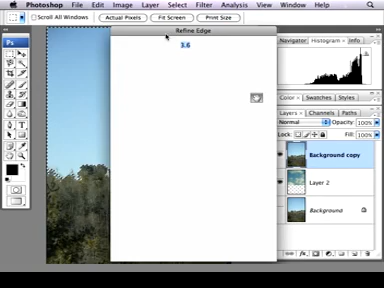 Photoshop File Edit Image Layer Select Filter Analysis View Window Help
Scroll All Windows Actual Pixels Fit Screen Print Size
Refine Edge
Ps
3.6
Navigator Histogram Info
Color Swatches Styles
Layers Channels Paths
Normal Opacity: 100%
Lock: Fill: 100%
Background copy
Layer 2
Background
fx